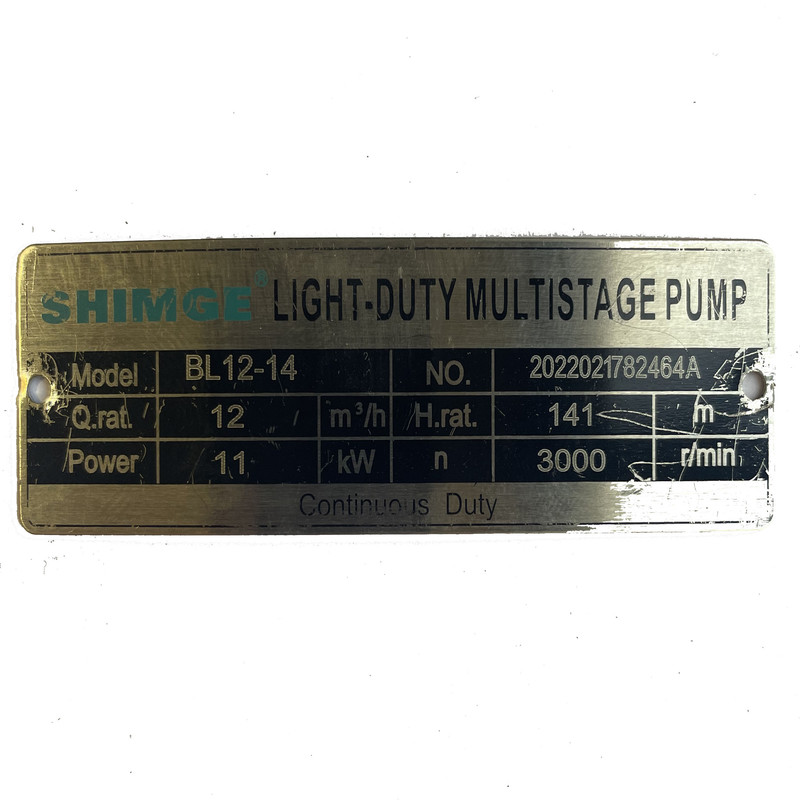 SHIMGE® LIGHT-DUTY MULTISTAGE PUMP
Model BL12-14 NO. 2022021782464A
Q.rat. 12 m³/h H.rat. 141 m
Power 11 kW n 3000 r/min
Continuous Duty